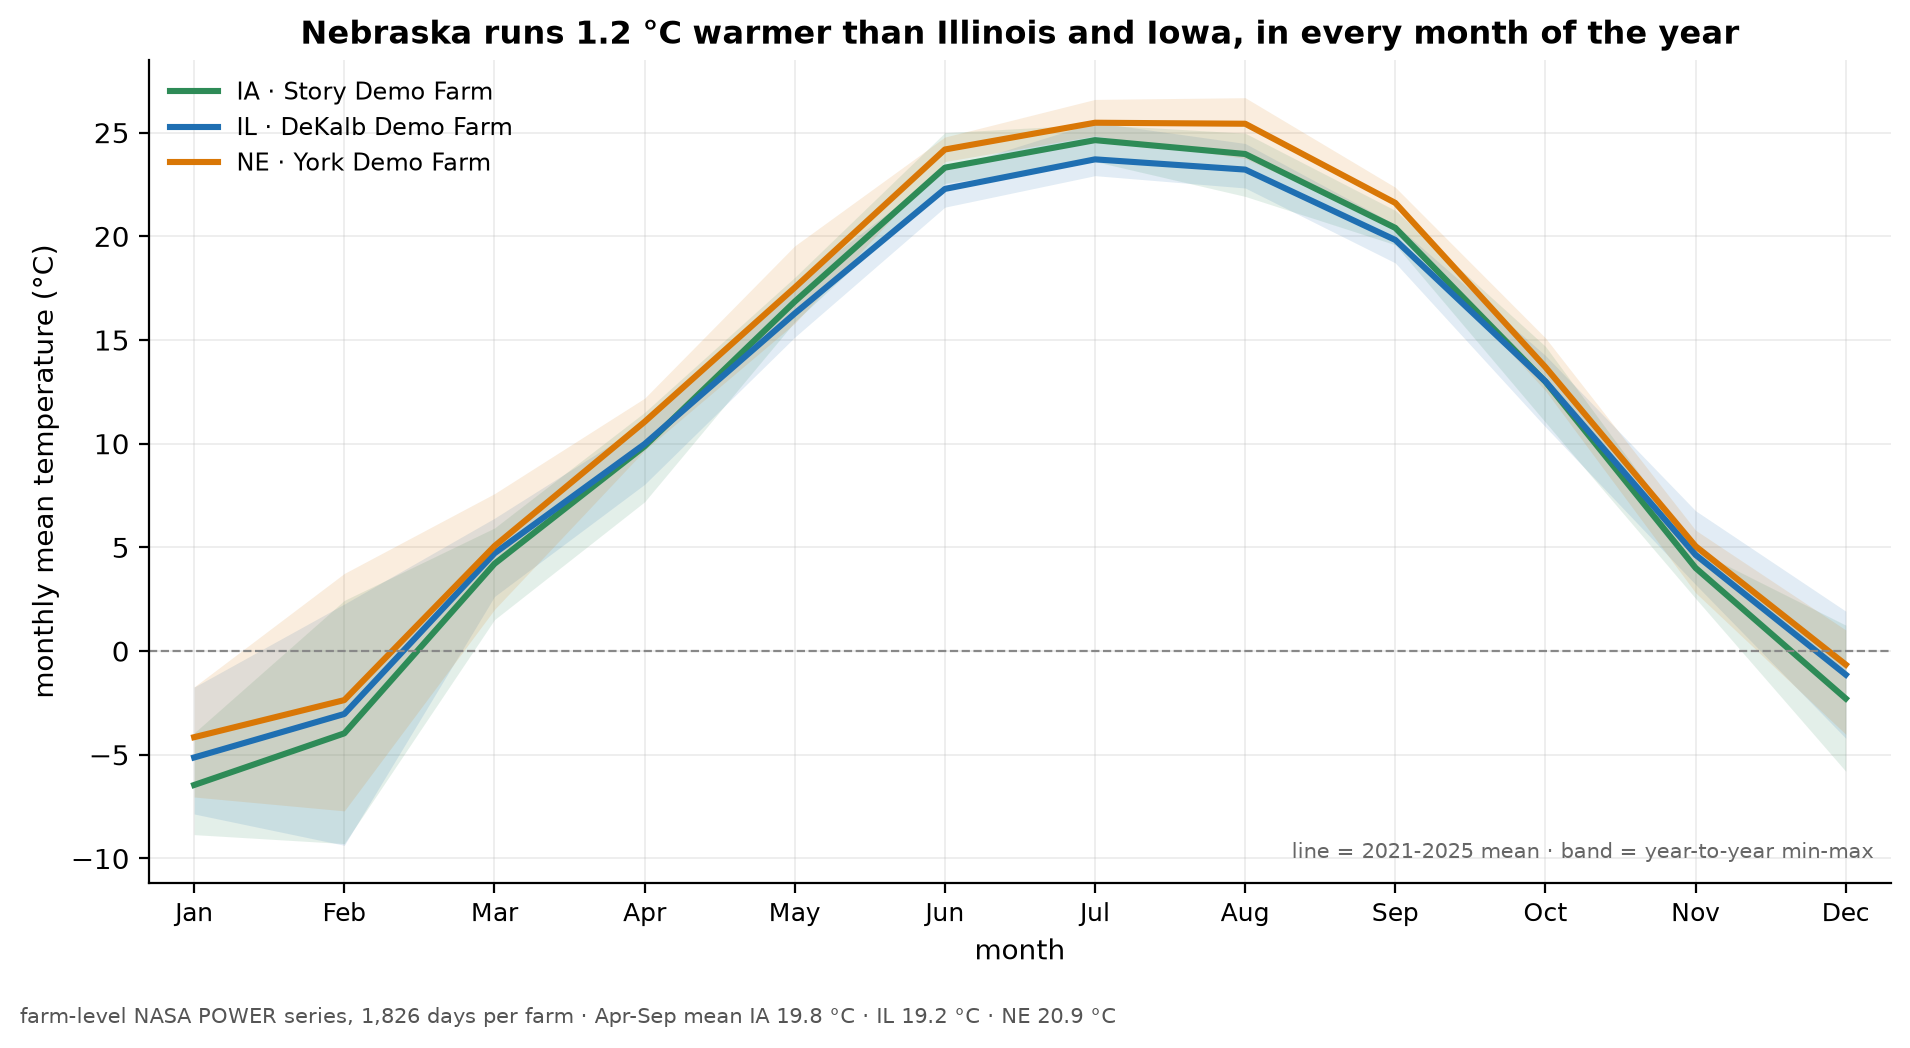 Nebraska runs 1.2 °C warmer than Illinois and Iowa, in every month of the year
IA · Story Demo Farm
IL · DeKalb Demo Farm
NE · York Demo Farm
monthly mean temperature (°C)
25
20
15
10
5
0
−5
−10
line = 2021-2025 mean · band = year-to-year min-max
Jan Feb Mar Apr May Jun Jul Aug Sep Oct Nov Dec
month
farm-level NASA POWER series, 1,826 days per farm · Apr-Sep mean IA 19.8 °C · IL 19.2 °C · NE 20.9 °C